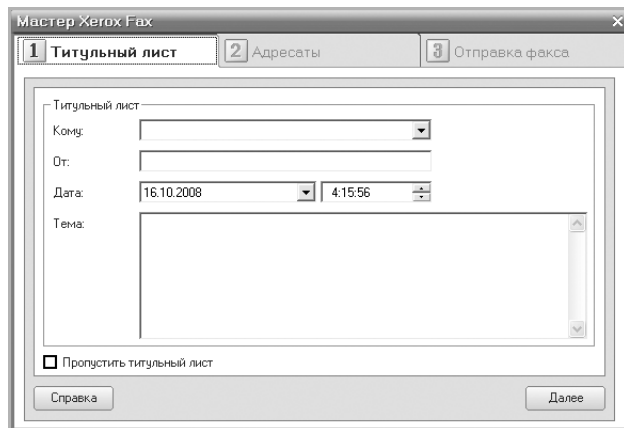 Мастер Xerox Fax
1 Титульный лист 2 Адресаты 3 Отправка факса
Титульный лист
Кому:
От:
Дата: 16.10.2008 4:15:56
Тема:
Пропустить титульный лист
Справка Далее